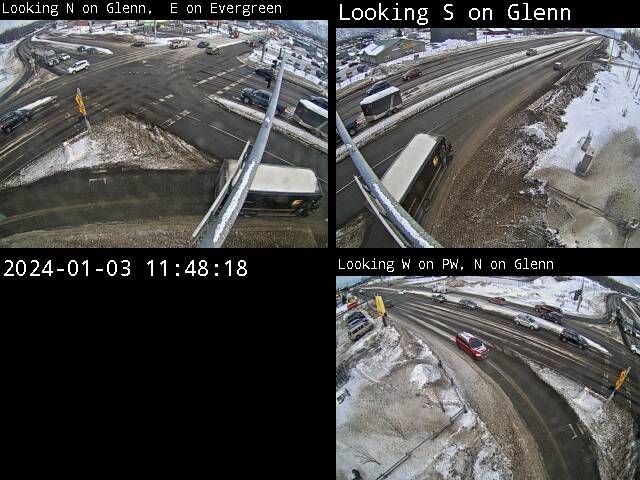 Looking N on Glenn,  E on Evergreen
Looking S on Glenn
2024-01-03 11:48:18
Looking W on PW, N on Glenn